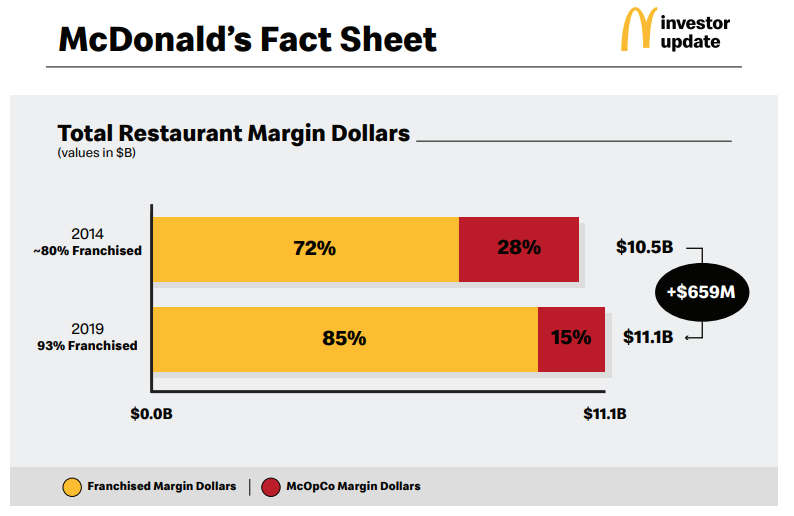 McDonald's Fact Sheet
investor
update
Total Restaurant Margin Dollars
(values in $B)
2014
~80% Franchised
72%
28%
$10.5B
+$659M
2019
93% Franchised
85%
15%
$11.1B
$0.0B
$11.1B
Franchised Margin Dollars
McOpCo Margin Dollars